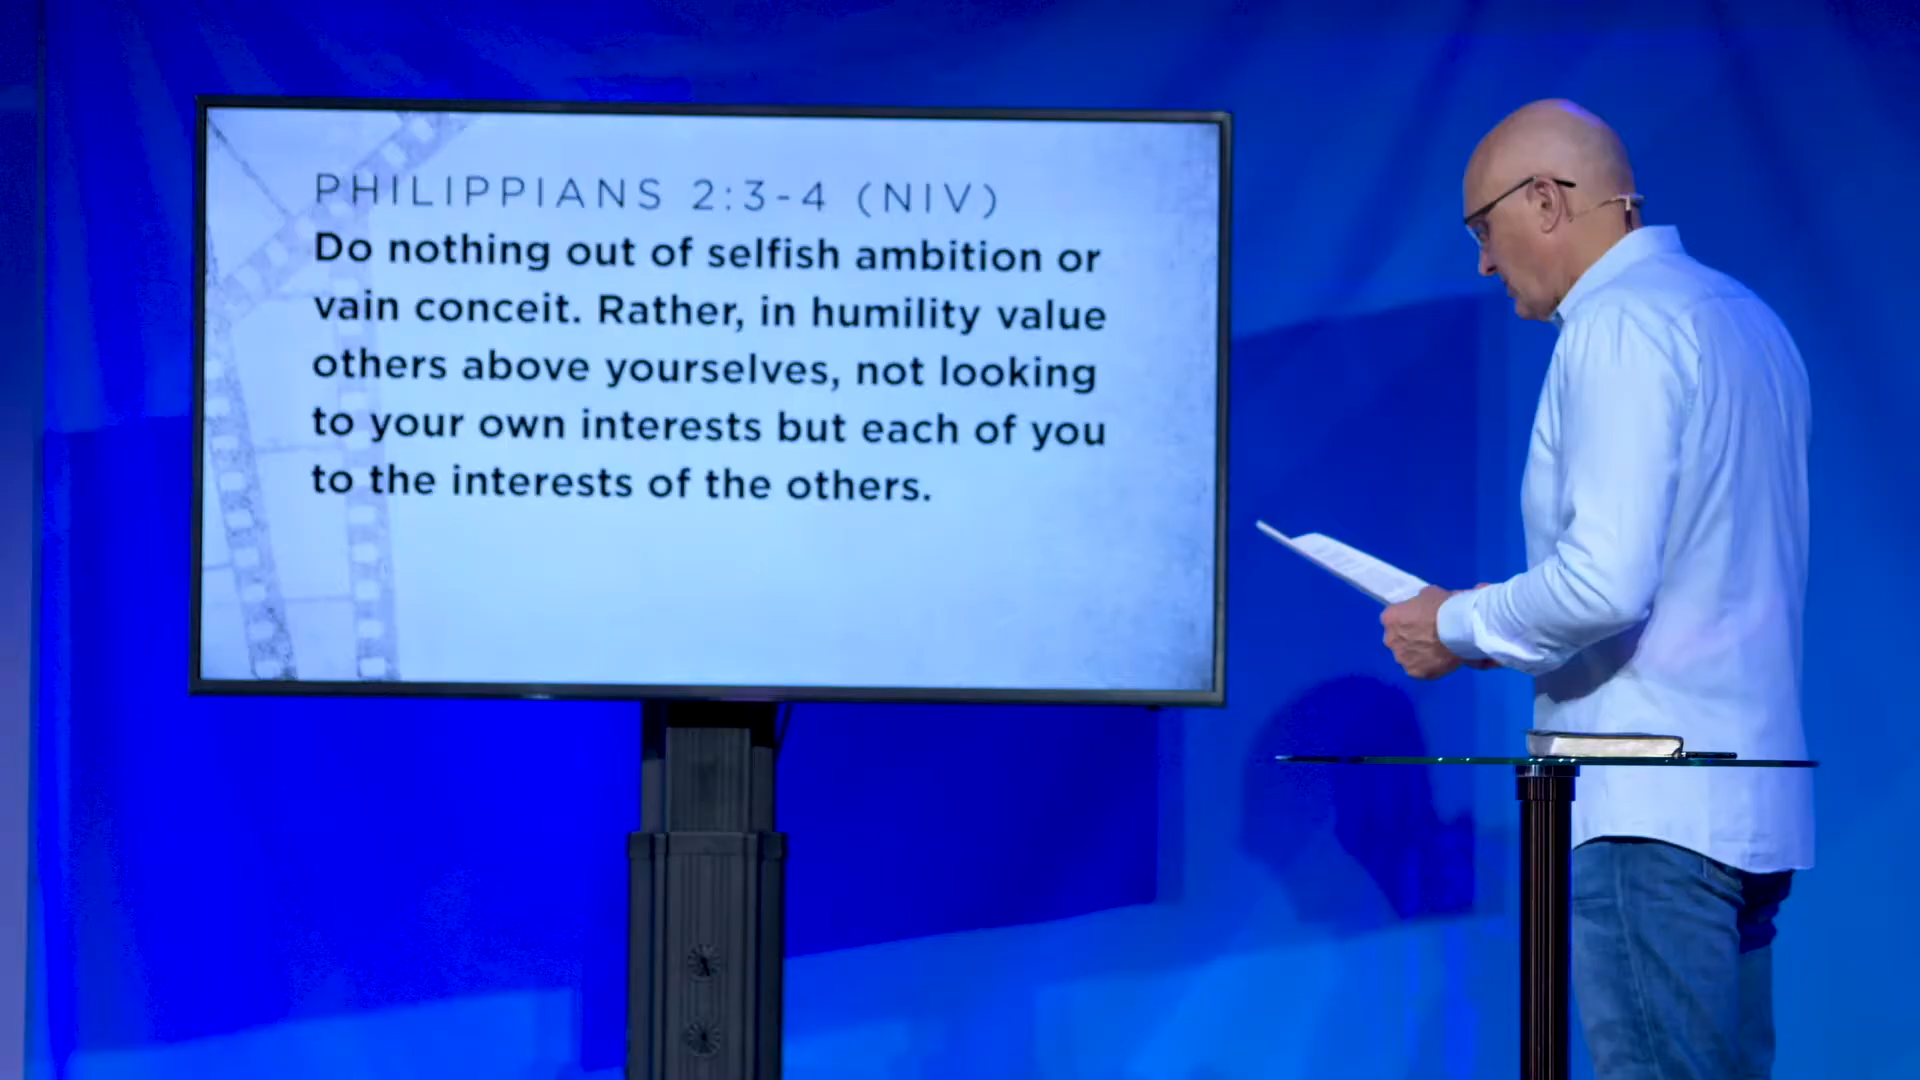 PHILIPPIANS 2:3-4 (NIV)
Do nothing out of selfish ambition or
vain conceit. Rather, in humility value
others above yourselves, not looking
to your own interests but each of you
to the interests of the others.